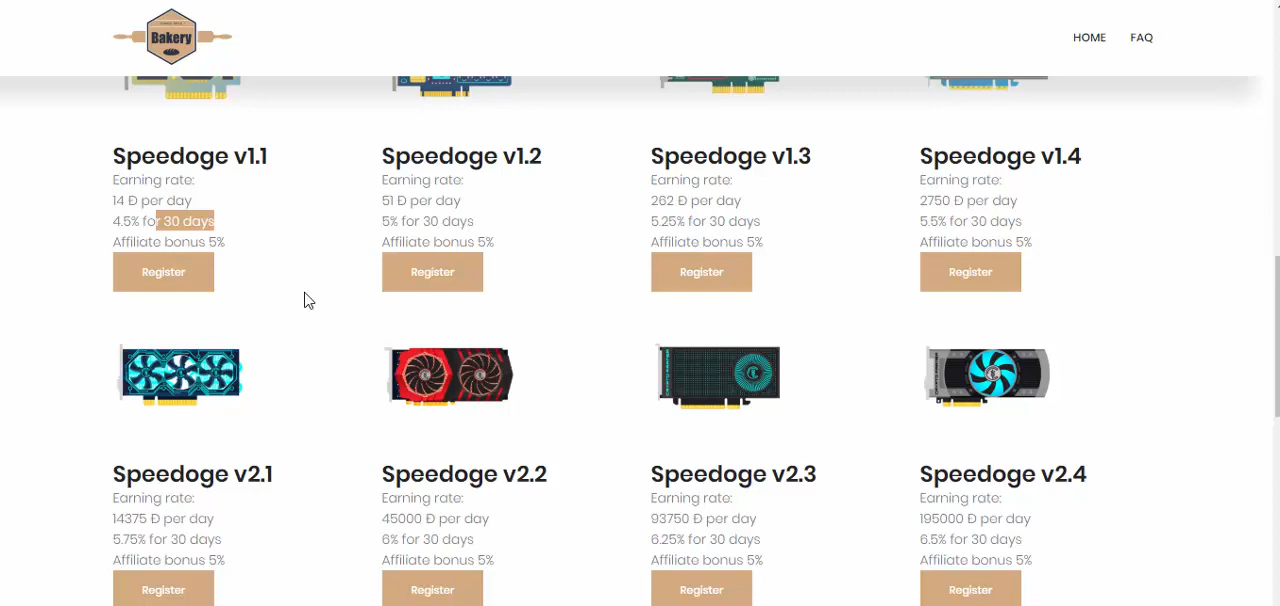 Bakery
HOME FAQ
Speedoge v1.1
Earning rate:
14 Đ per day
4.5% for 30 days
Affiliate bonus 5%
Register
Speedoge v1.2
Earning rate:
51 Đ per day
5% for 30 days
Affiliate bonus 5%
Register
Speedoge v1.3
Earning rate:
262 Đ per day
5.25% for 30 days
Affiliate bonus 5%
Register
Speedoge v1.4
Earning rate:
2750 Đ per day
5.5% for 30 days
Affiliate bonus 5%
Register
Speedoge v2.1
Earning rate:
14375 Đ per day
5.75% for 30 days
Affiliate bonus 5%
Register
Speedoge v2.2
Earning rate:
45000 Đ per day
6% for 30 days
Affiliate bonus 5%
Register
Speedoge v2.3
Earning rate:
93750 Đ per day
6.25% for 30 days
Affiliate bonus 5%
Register
Speedoge v2.4
Earning rate:
195000 Đ per day
6.5% for 30 days
Affiliate bonus 5%
Register